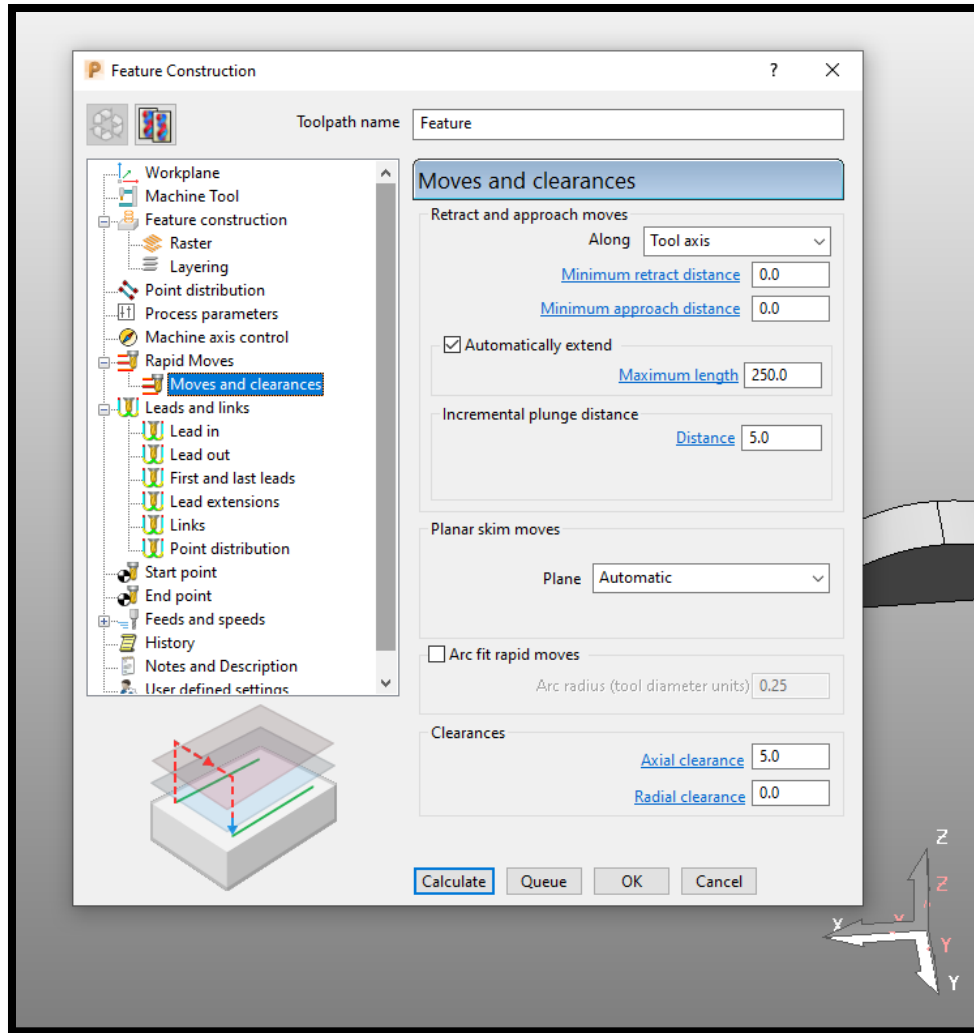 Feature Construction
?
Toolpath name
Feature
Workplane
Machine Tool
Feature construction
Raster
Layering
Point distribution
Process parameters
Machine axis control
Rapid Moves
Moves and clearances
Leads and links
Lead in
Lead out
First and last leads
Lead extensions
Links
Point distribution
Start point
End point
Feeds and speeds
History
Notes and Description
User defined settings
Moves and clearances
Retract and approach moves
Along Tool axis
Minimum retract distance 0.0
Minimum approach distance 0.0
Automatically extend
Maximum length 250.0
Incremental plunge distance
Distance 5.0
Planar skim moves
Plane Automatic
Arc fit rapid moves
Arc radius (tool diameter units) 0.25
Clearances
Axial clearance 5.0
Radial clearance 0.0
Calculate Queue OK Cancel
Z
Z
X
X
Y
Y